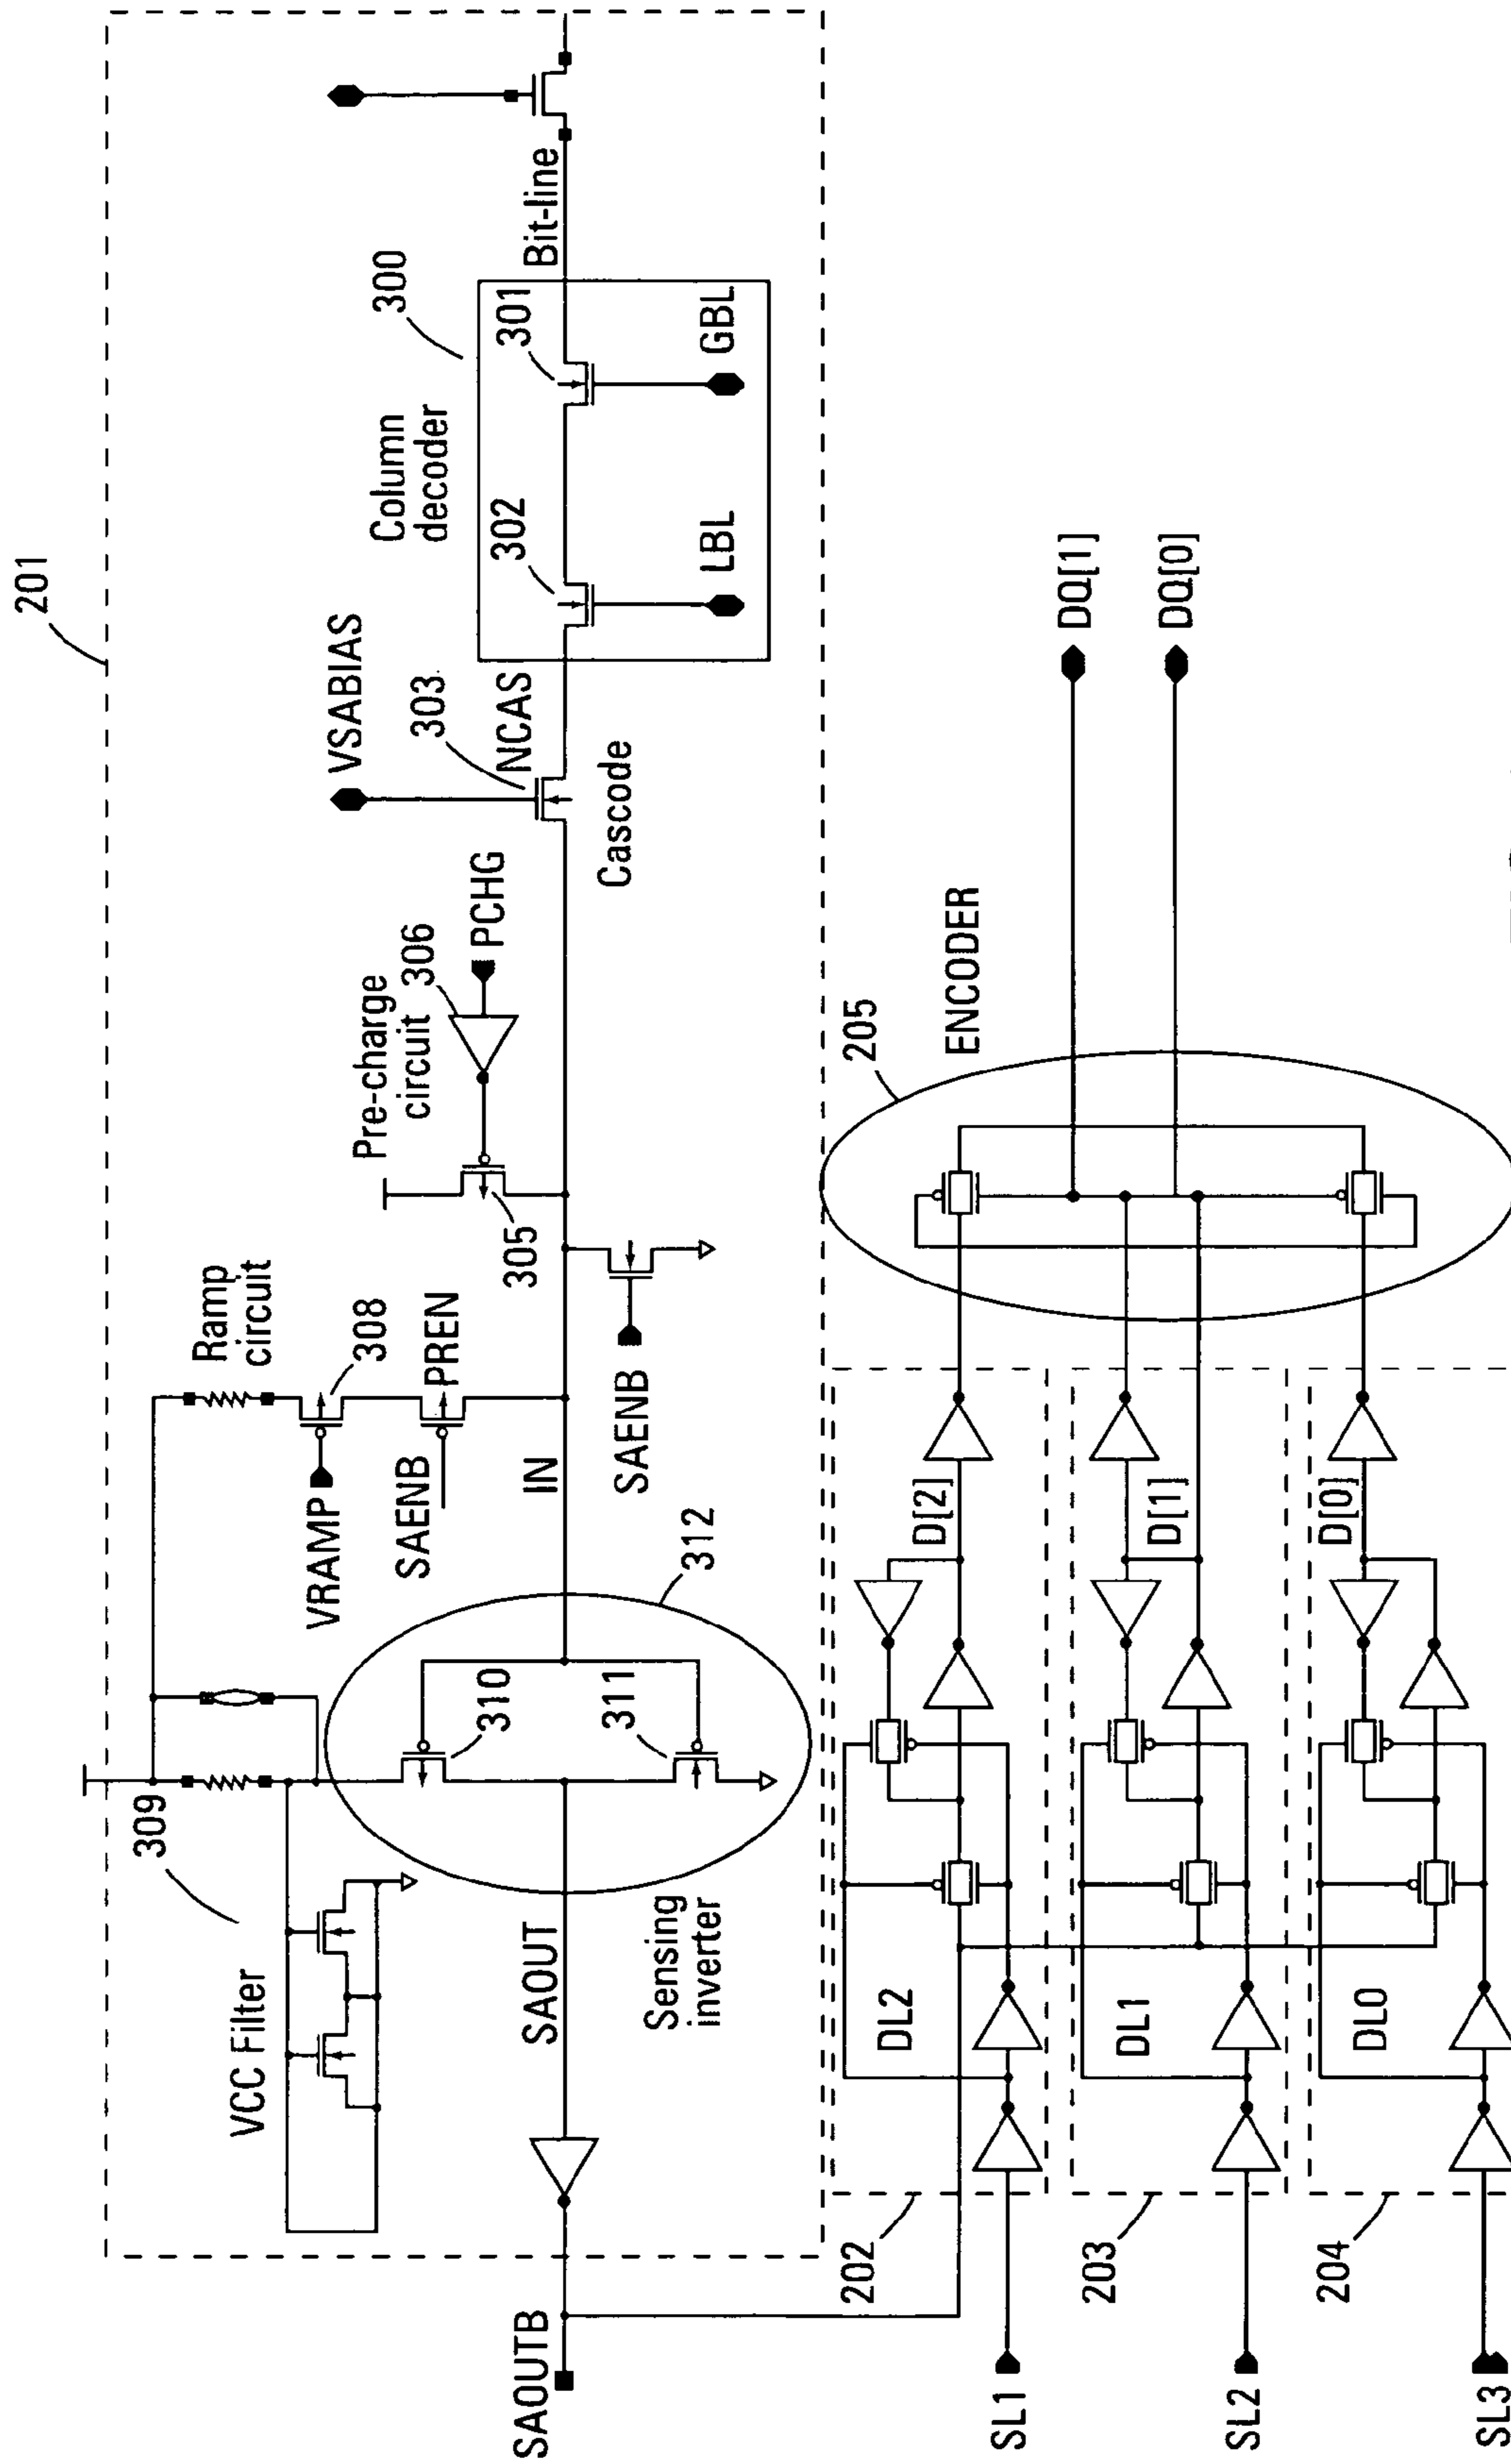 201
309
VCC Filter
Ramp
circuit
308
VRAMP
SAENB
PREN
Pre-charge
circuit
306
PCHG
305
VSABIAS
303
NCAS
Cascode
Column
decoder
300
302
301
LBL
GBL
Bit-line
SAOUTB
SAOUT
Sensing
inverter
310
311
312
IN
SAENB
202
DL2
D[2]
SL1
203
DL1
D[1]
SL2
204
DL0
D[0]
SL3
205
ENCODER
DQ[1]
DQ[0]